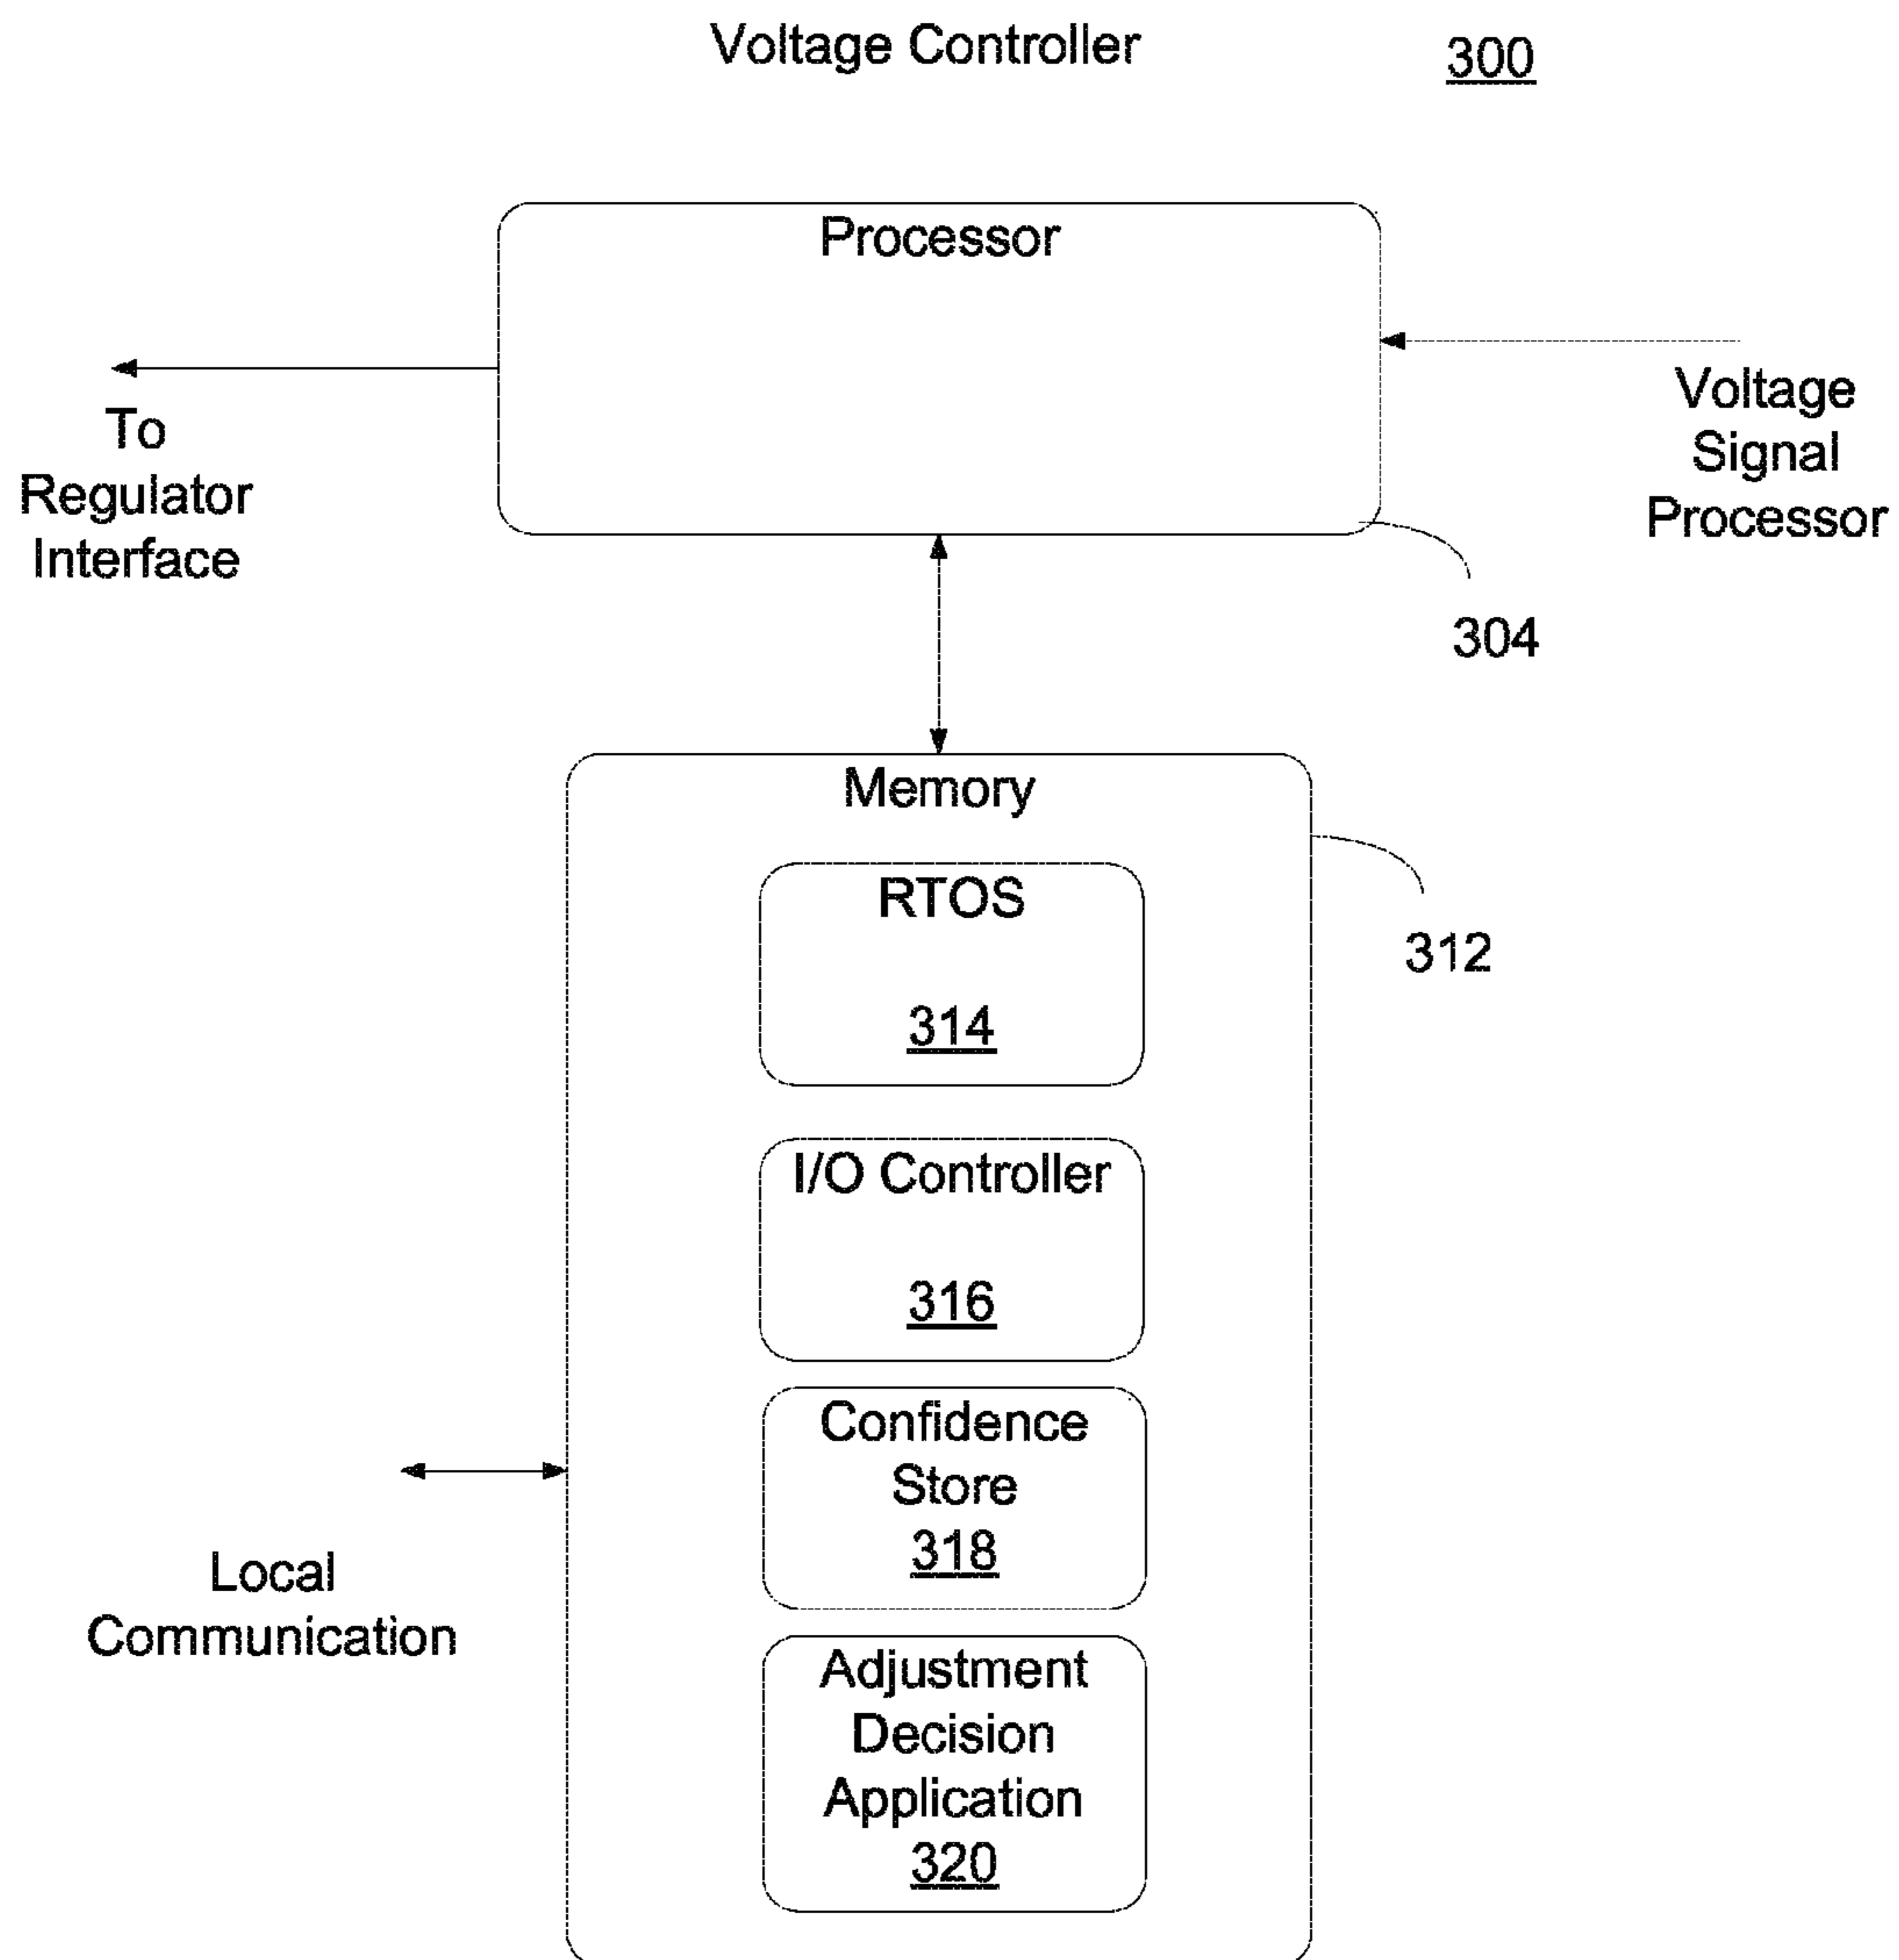 Voltage Controller
300
Processor
To
Regulator
Interface
Voltage
Signal
Processor
304
Memory
RTOS
314
312
I/O Controller
316
Confidence
Store
318
Local
Communication
Adjustment
Decision
Application
320